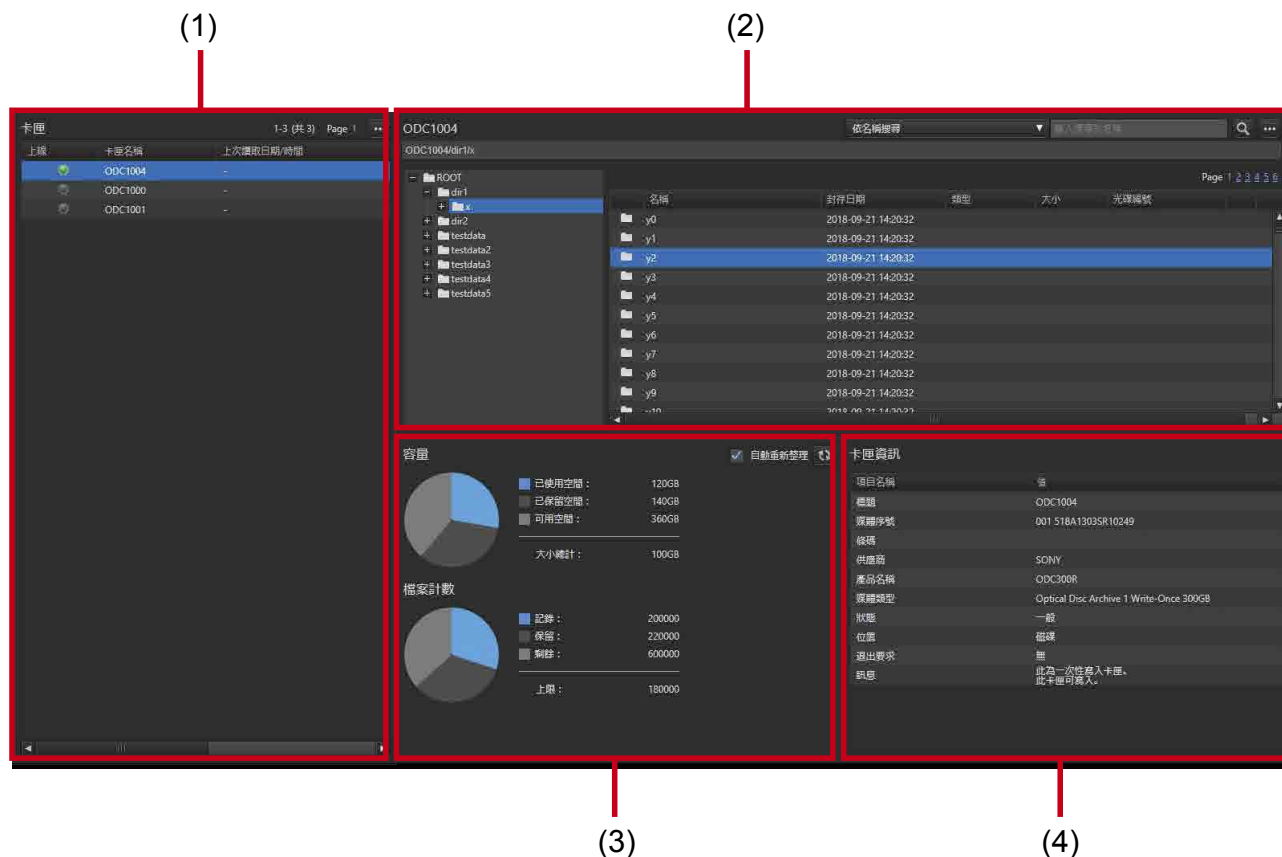 (1)
(2)
卡匣 1-3 (共 3) Page 1
上線 卡匣名稱 上次讀取日期/時間
ODC1004 -
ODC1000 -
ODC1001 -
ODC1004 依名稱搜尋
ODC1004/dir1/x
ROOT
dir1
x
dir2
testdata
testdata2
testdata3
testdata4
testdata5
Page 1 2 3 4 5 6
名稱 封存日期 類型 大小 光碟編號
y0 2018-09-21 14:20:32
y1 2018-09-21 14:20:32
y2 2018-09-21 14:20:32
y3 2018-09-21 14:20:32
y4 2018-09-21 14:20:32
y5 2018-09-21 14:20:32
y6 2018-09-21 14:20:32
y7 2018-09-21 14:20:32
y8 2018-09-21 14:20:32
y9 2018-09-21 14:20:32
y10 2018-09-21 14:20:32
容量 自動重新整理
已使用空間： 120GB
已保留空間： 140GB
可用空間： 360GB
大小總計： 100GB
檔案計數
記錄： 200000
保留： 220000
剩餘： 600000
上限： 180000
卡匣資訊
項目名稱 值
標題 ODC1004
媒體序號 001 518A1303SR10249
條碼
供應商 SONY
產品名稱 ODC300R
媒體類型 Optical Disc Archive 1 Write-Once 300GB
狀態 一般
位置 磁碟
退出要求 無
訊息 此為一次性寫入卡匣。
此卡匣可寫入。
(3)
(4)